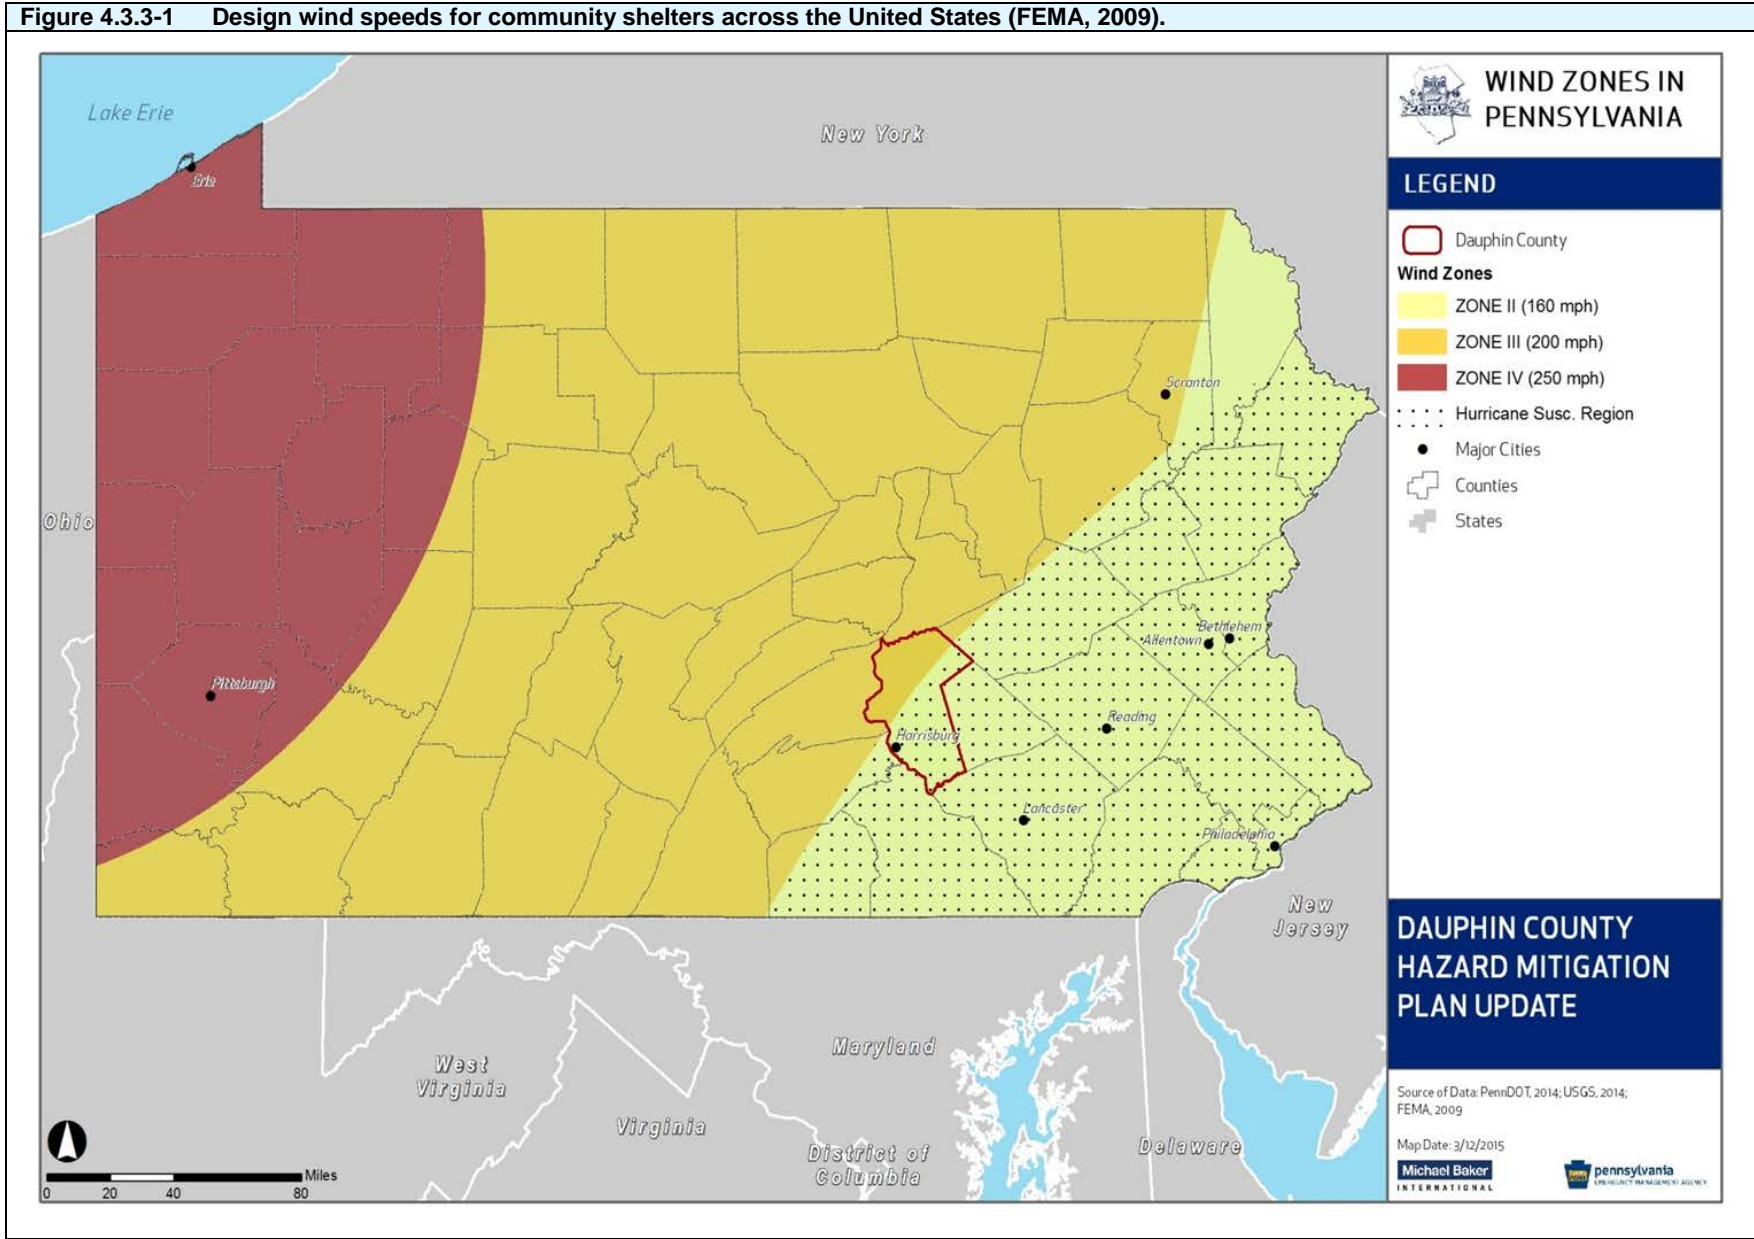 Figure 4.3.3-1 Design wind speeds for community shelters across the United States (FEMA, 2009).
Lake Erie
New York
Erie
Scranton
Ohio
Bethlehem
Allentown
Pittsburgh
Reading
Harrisburg
Lancaster
Philadelphia
New
Jersey
Maryland
West
Virginia
Virginia
District of
Columbia
Delaware
Miles
0 20 40 80
WIND ZONES IN
PENNSYLVANIA
LEGEND
Dauphin County
Wind Zones
ZONE II (160 mph)
ZONE III (200 mph)
ZONE IV (250 mph)
Hurricane Susc. Region
Major Cities
Counties
States
DAUPHIN COUNTY
HAZARD MITIGATION
PLAN UPDATE
Source of Data: PennDOT, 2014; USGS, 2014;
FEMA, 2009
Map Date: 3/12/2015
Michael Baker
INTERNATIONAL
pennsylvania
EMERGENCY MANAGEMENT AGENCY